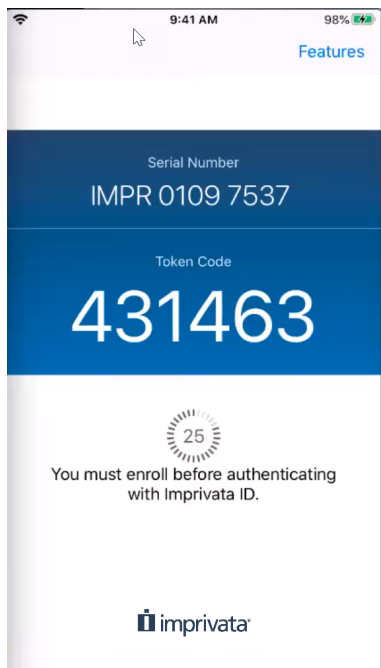 9:41 AM
98%
Features
Serial Number
IMPR 0109 7537
Token Code
431463
25
You must enroll before authenticating
with Imprivata ID.
imprivata